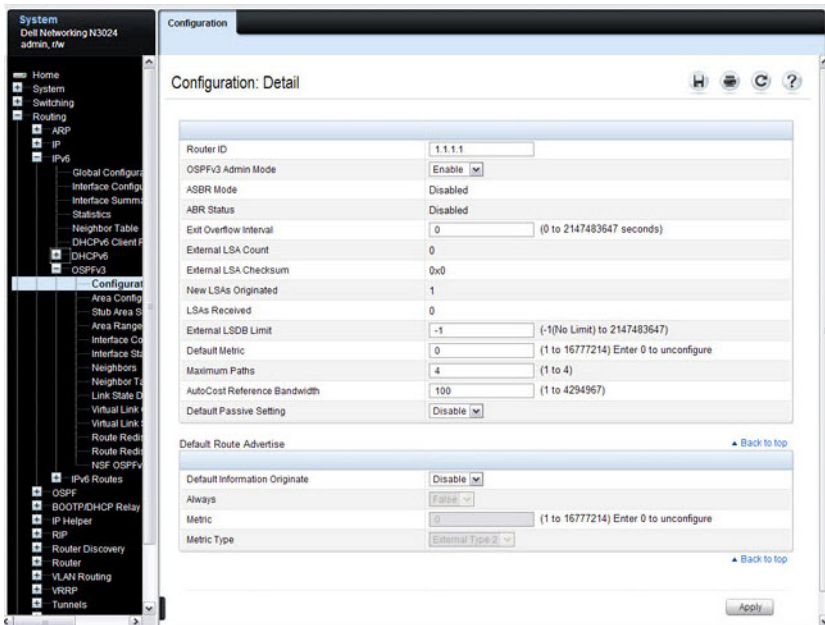 System
Dell Networking N3024
admin, r/w
Home
System
Switching
Routing
ARP
IP
IPv6
Global Configura
Interface Configu
Interface Summa
Statistics
Neighbor Table
DHCPv6 Client F
DHCPv6
OSPFv3
Configurat
Area Config
Stub Area S
Area Range
Interface Co
Interface Sta
Neighbors
Neighbor Ta
Link State D
Virtual Link
Virtual Link
Route Redis
Route Redis
NSF OSPFv
IPv6 Routes
OSPF
BOOTP/DHCP Relay
IP Helper
RIP
Router Discovery
Router
VLAN Routing
VRRP
Tunnels
Configuration
Configuration: Detail
Router ID 1.1.1.1
OSPFv3 Admin Mode Enable
ASBR Mode Disabled
ABR Status Disabled
Exit Overflow Interval 0 (0 to 2147483647 seconds)
External LSA Count 0
External LSA Checksum 0x0
New LSAs Originated 1
LSAs Received 0
External LSDB Limit -1 (-1(No Limit) to 2147483647)
Default Metric 0 (1 to 16777214) Enter 0 to unconfigure
Maximum Paths 4 (1 to 4)
AutoCost Reference Bandwidth 100 (1 to 4294967)
Default Passive Setting Disable
Default Route Advertise Back to top
Default Information Originate Disable
Always False
Metric 0 (1 to 16777214) Enter 0 to unconfigure
Metric Type External Type 2
Back to top
Apply